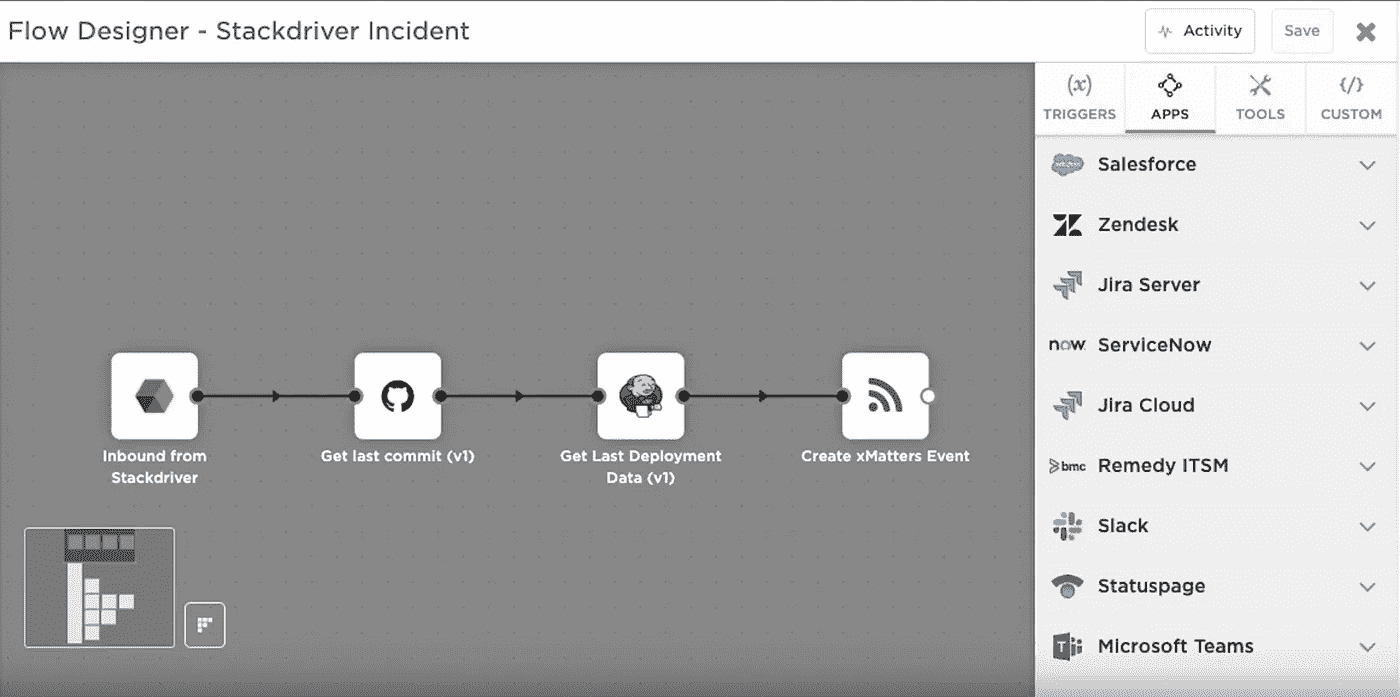 Flow Designer - Stackdriver Incident
Activity
Save
(x)
TRIGGERS
APPS
TOOLS
{/}
CUSTOM
Salesforce
Zendesk
Jira Server
now
ServiceNow
Jira Cloud
bmc
Remedy ITSM
Slack
Statuspage
Microsoft Teams
Inbound from
Stackdriver
Get last commit (v1)
Get Last Deployment
Data (v1)
Create xMatters Event